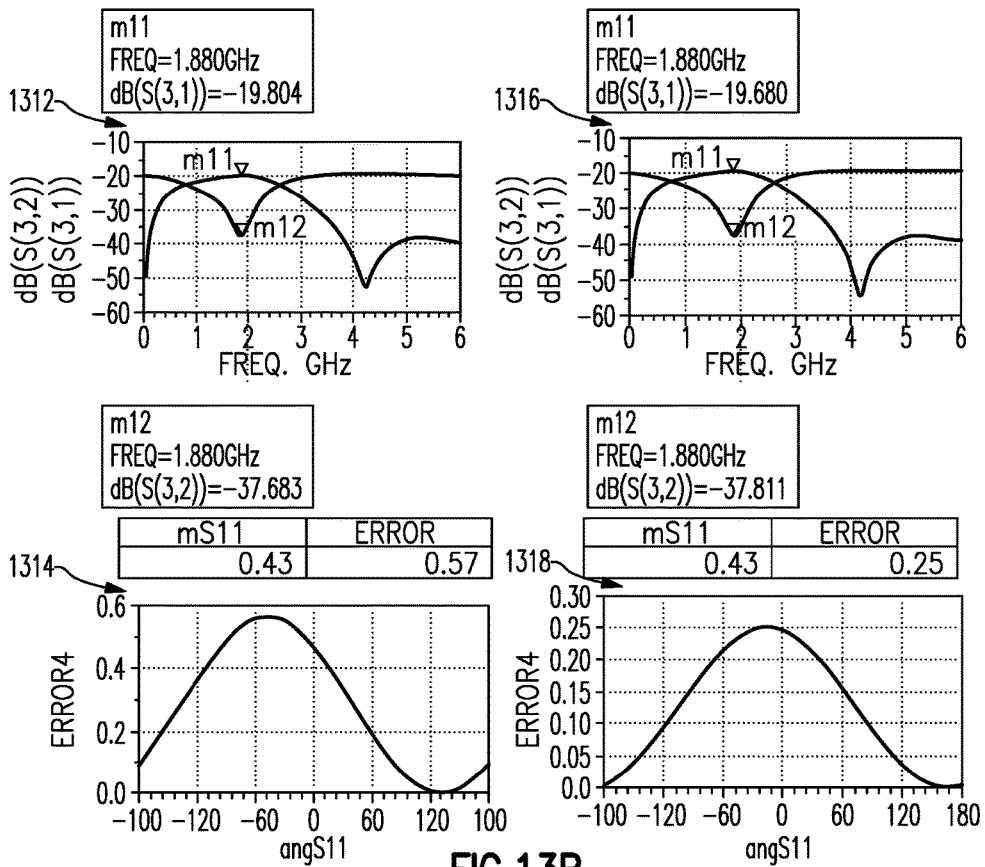 m11
FREQ=1.880GHz
dB(S(3,1))=-19.804
1312
dB(S(3,2))
dB(S(3,1))
-10
-20
-30
-40
-50
-60
m11
m12
0 1 2 3 4 5 6
FREQ. GHz
m11
FREQ=1.880GHz
dB(S(3,1))=-19.680
1316
dB(S(3,2))
dB(S(3,1))
-10
-20
-30
-40
-50
-60
m11
m12
0 1 2 3 4 5 6
FREQ. GHz
m12
FREQ=1.880GHz
dB(S(3,2))=-37.683
mS11 ERROR
0.43 0.57
1314
ERROR4
0.6
0.4
0.2
0.0
-100 -120 -60 0 60 120 100
angS11
m12
FREQ=1.880GHz
dB(S(3,2))=-37.811
mS11 ERROR
0.43 0.25
1318
ERROR4
0.30
0.25
0.20
0.15
0.10
0.05
0.0
-100 -120 -60 0 60 120 180
angS11
FIG.13B